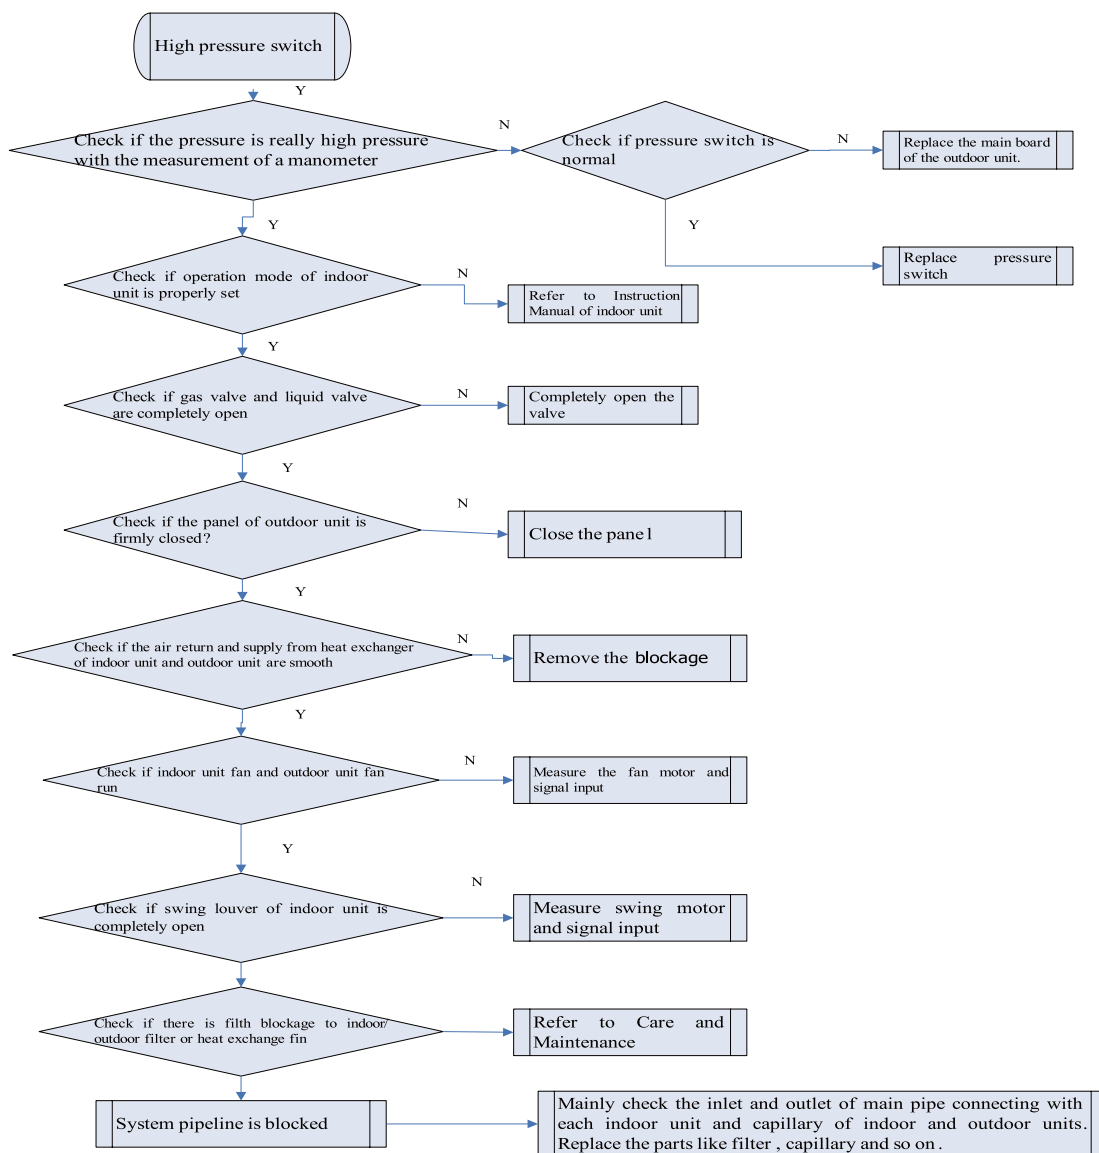 High pressure switch
Y
Check if the pressure is really high pressure
with the measurement of a manometer
N
Check if pressure switch is
normal
N
Replace the main board
of the outdoor unit.
Y
Replace pressure
switch
Y
Check if operation mode of indoor
unit is properly set
N
Refer to Instruction
Manual of indoor unit
Y
Check if gas valve and liquid valve
are completely open
N
Completely open the
valve
Y
Check if the panel of outdoor unit is
firmly closed?
N
Close the panel
Y
Check if the air return and supply from heat exchanger
of indoor unit and outdoor unit are smooth
N
Remove the blockage
Y
Check if indoor unit fan and outdoor unit fan
run
N
Measure the fan motor and
signal input
Y
Check if swing louver of indoor unit is
completely open
N
Measure swing motor
and signal input
Check if there is filth blockage to indoor/
outdoor filter or heat exchange fin
Refer to Care and
Maintenance
System pipeline is blocked
Mainly check the inlet and outlet of main pipe connecting with
each indoor unit and capillary of indoor and outdoor units.
Replace the parts like filter, capillary and so on.